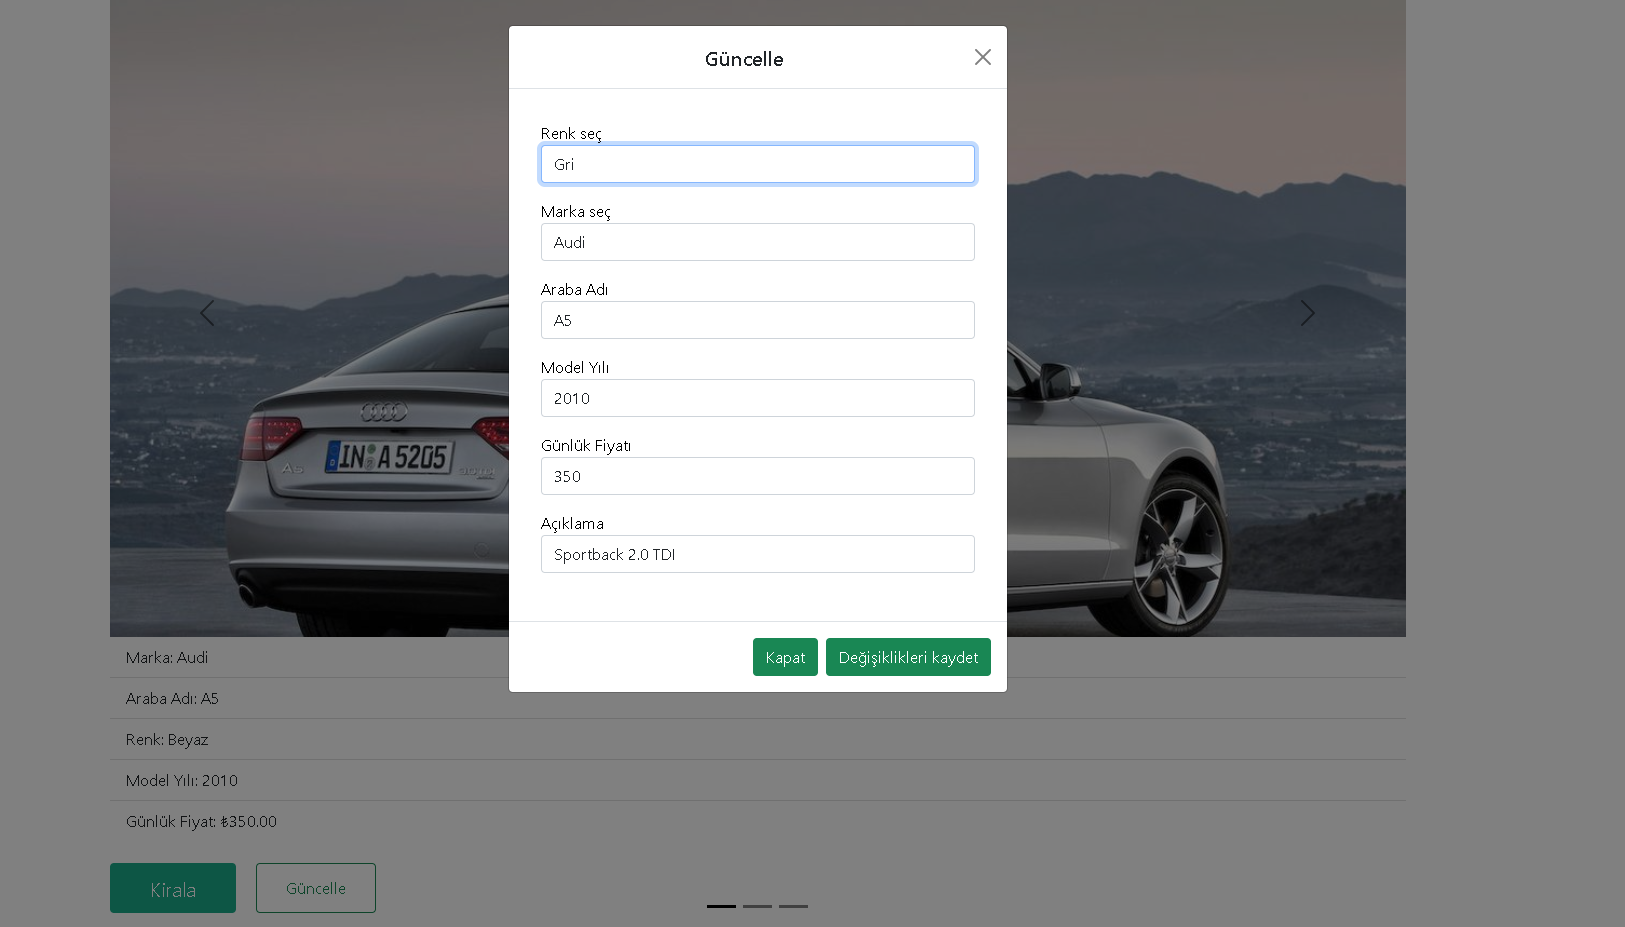 Güncelle
Renk seç
Gri
Marka seç
Audi
Araba Adı
A5
Model Yılı
2010
Günlük Fiyatı
350
Açıklama
Sportback 2.0 TDI
Kapat
Değişiklikleri kaydet
A5
IN A 5205
Marka: Audi
Araba Adı: A5
Renk: Beyaz
Model Yılı: 2010
Günlük Fiyat: ₺350.00
Kirala
Güncelle